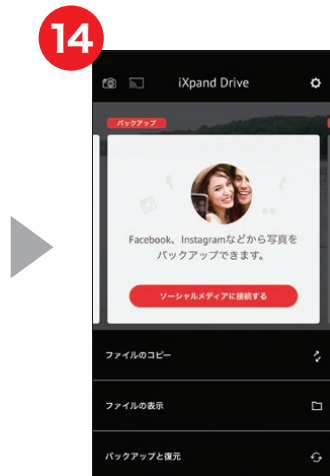 14
iXpand Drive
バックアップ
Facebook、Instagramなどから写真を
バックアップできます。
ソーシャルメディアに接続する
ファイルのコピー
ファイルの表示
バックアップと復元